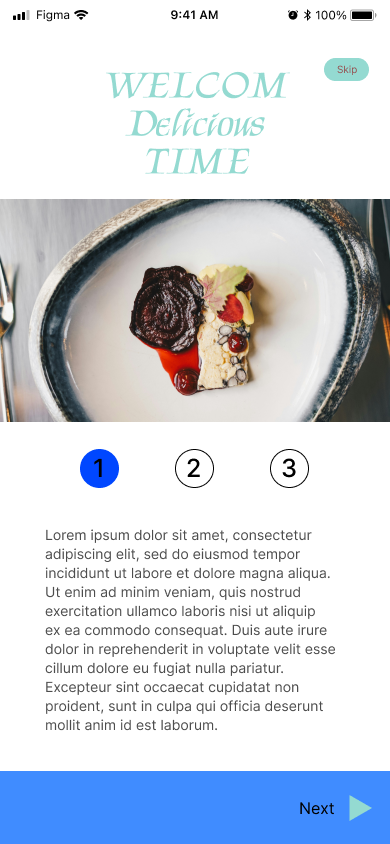 Figma 9:41 AM 100%
Skip
WELCOM
Delicious
TIME
1 2 3
Lorem ipsum dolor sit amet, consectetur
adipiscing elit, sed do eiusmod tempor
incididunt ut labore et dolore magna aliqua.
Ut enim ad minim veniam, quis nostrud
exercitation ullamco laboris nisi ut aliquip
ex ea commodo consequat. Duis aute irure
dolor in reprehenderit in voluptate velit esse
cillum dolore eu fugiat nulla pariatur.
Excepteur sint occaecat cupidatat non
proident, sunt in culpa qui officia deserunt
mollit anim id est laborum.
Next